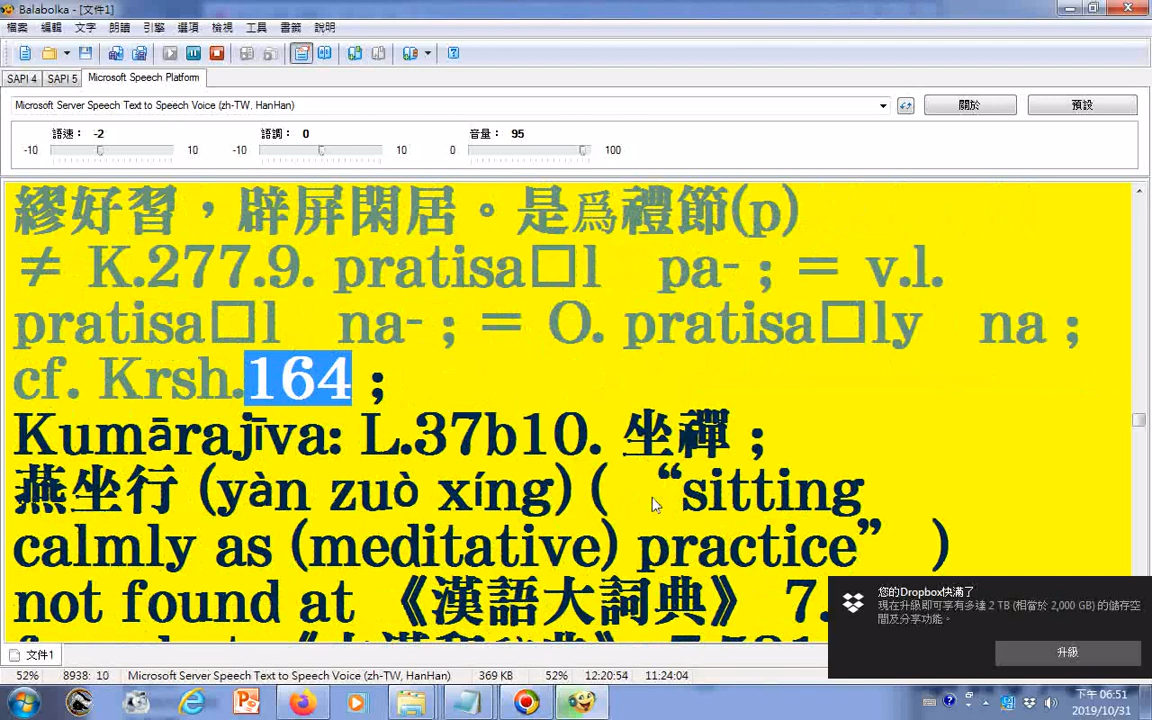 Balabolka - [文件1]
檔案 編輯 文字 朗讀 引擎 選項 檢視 工具 書籤 說明
SAPI 4 SAPI 5 Microsoft Speech Platform
Microsoft Server Speech Text to Speech Voice (zh-TW, HanHan) 關於 預設
語速： -2 語調： 0 音量： 95
-10 10 -10 10 0 100
繆好習，辟屏閑居。是爲禮節(p)
≠ K.277.9. pratisa□l pa- ; = v.l.
pratisa□l na- ; = O. pratisa□ly na ;
cf. Krsh.164 ;
Kumārajīva: L.37b10. 坐禪 ;
燕坐行 (yàn zuò xíng) ( “sitting
calmly as (meditative) practice” )
not found at 《漢語大詞典》 7.
您的Dropbox快滿了
現在升級即可享有多達 2 TB (相當於 2,000 GB) 的儲存空
間及分享功能。
升級
文件1
52% 8938: 10 Microsoft Server Speech Text to Speech Voice (zh-TW, HanHan) 369 KB 52% 12:20:54 11:24:04
下午 06:51
2019/10/31